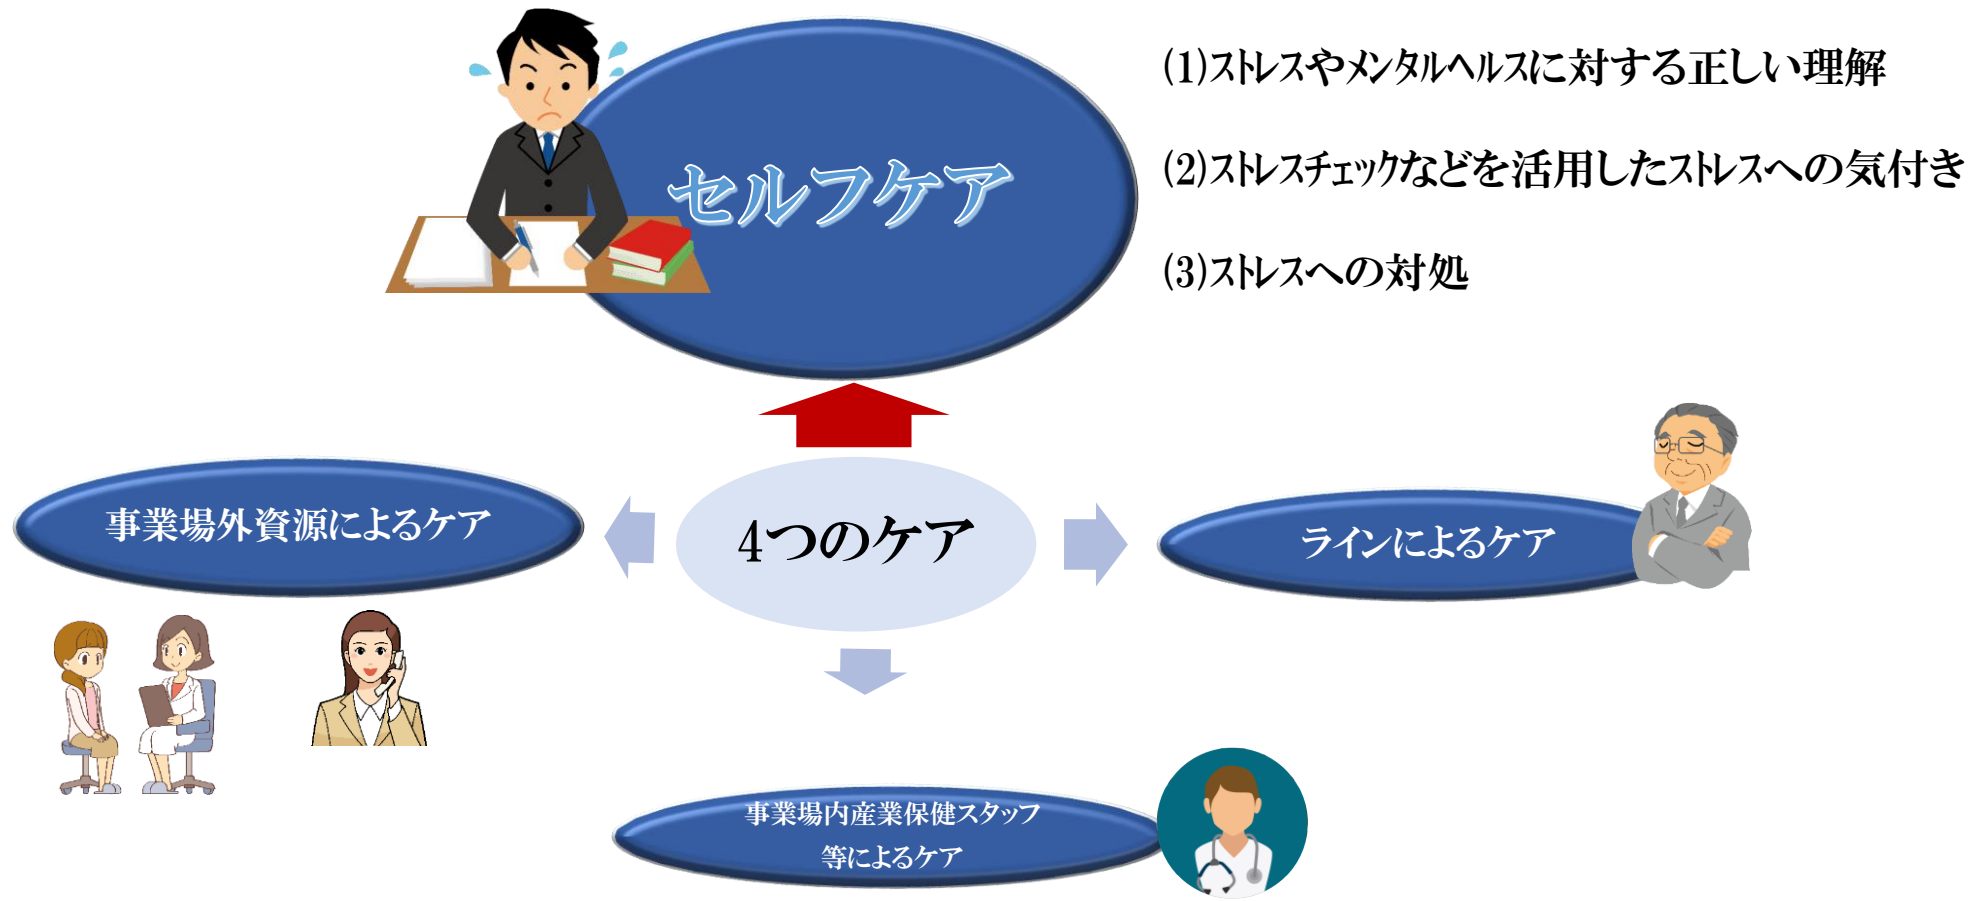 セルフケア
(1)ストレスやメンタルヘルスに対する正しい理解
(2)ストレスチェックなどを活用したストレスへの気付き
(3)ストレスへの対処
事業場外資源によるケア
4つのケア
ラインによるケア
事業場内産業保健スタッフ
等によるケア